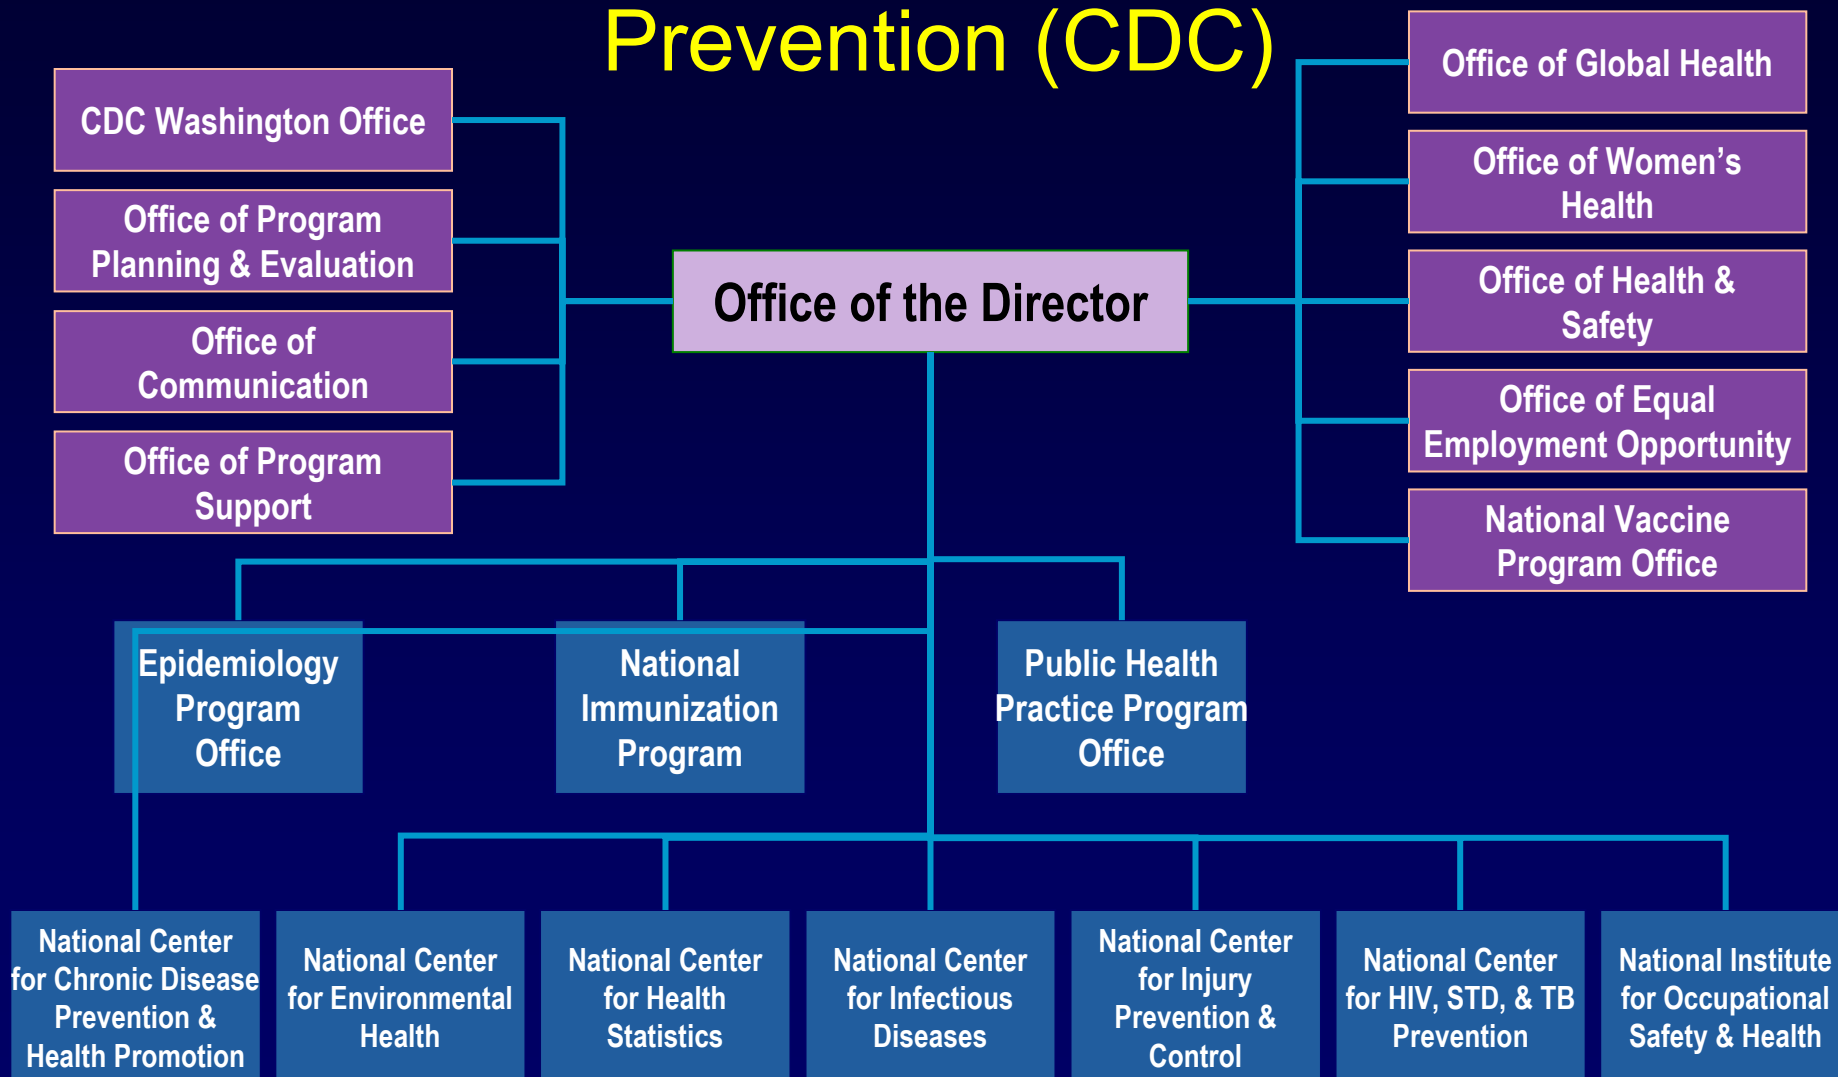 Prevention (CDC)
CDC Washington Office
Office of Program
Planning & Evaluation
Office of
Communication
Office of Program
Support
Office of the Director
Office of Global Health
Office of Women’s
Health
Office of Health &
Safety
Office of Equal
Employment Opportunity
National Vaccine
Program Office
Epidemiology
Program
Office
National
Immunization
Program
Public Health
Practice Program
Office
National Center
for Chronic Disease
Prevention &
Health Promotion
National Center
for Environmental
Health
National Center
for Health
Statistics
National Center
for Infectious
Diseases
National Center
for Injury
Prevention &
Control
National Center
for HIV, STD, & TB
Prevention
National Institute
for Occupational
Safety & Health